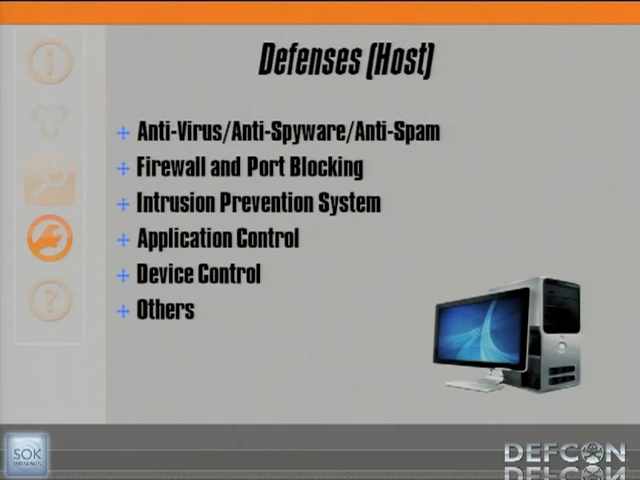 Defenses (Host)
Anti-Virus/Anti-Spyware/Anti-Spam
Firewall and Port Blocking
Intrusion Prevention System
Application Control
Device Control
Others
SOK
DEFCON